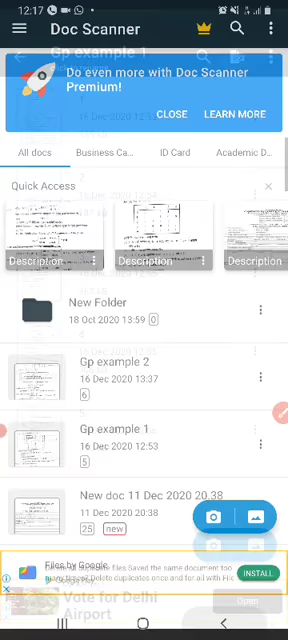 12:17
Doc Scanner
Gp example 1
Do even more with Doc Scanner
Premium!
CLOSE LEARN MORE
All docs Business Ca... ID Card Academic D...
Quick Access
Description Description Description
New Folder
18 Oct 2020 13:59 0
Gp example 2
16 Dec 2020 13:37
6
Gp example 1
16 Dec 2020 12:53
5
New doc 11 Dec 2020 20.38
11 Dec 2020 20:38
25 new
Files by Google
Google Play
INSTALL
Vote for Delhi
Airport
Open